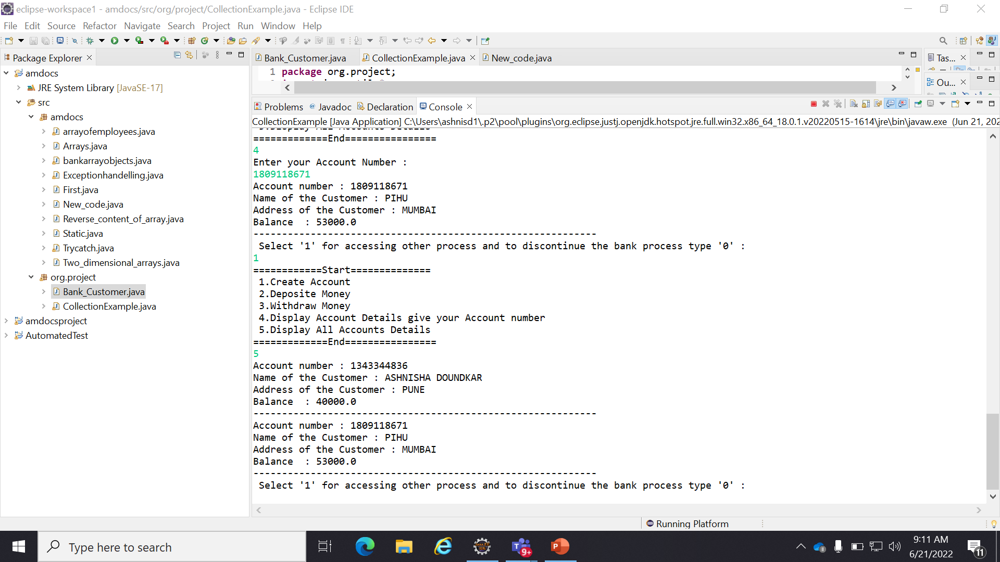 eclipse-workspace1 - amdocs/src/org/project/CollectionExample.java - Eclipse IDE
File Edit Source Refactor Navigate Search Project Run Window Help
Package Explorer
amdocs
JRE System Library [JavaSE-17]
src
amdocs
arrayofemployees.java
Arrays.java
bankarrayobjects.java
Exceptionhandelling.java
First.java
New_code.java
Reverse_content_of_array.java
Static.java
Trycatch.java
Two_dimensional_arrays.java
org.project
Bank_Customer.java
CollectionExample.java
amdocsproject
AutomatedTest
Bank_Customer.java CollectionExample.java New_code.java
1 package org.project;
Tas...
Ou...
Problems @ Javadoc Declaration Console
CollectionExample [Java Application] C:\Users\ashnisd1\.p2\pool\plugins\org.eclipse.justj.openjdk.hotspot.jre.full.win32.x86_64_18.0.1.v20220515-1614\jre\bin\javaw.exe (Jun 21, 202
5.Display All Accounts Details
=============End================
4
Enter your Account Number :
1809118671
Account number : 1809118671
Name of the Customer : PIHU
Address of the Customer : MUMBAI
Balance  : 53000.0
------------------------------------------------------------
Select '1' for accessing other process and to discontinue the bank process type '0' :
1
============Start==============
1.Create Account
2.Deposite Money
3.Withdraw Money
4.Display Account Details give your Account number
5.Display All Accounts Details
=============End================
5
Account number : 1343344836
Name of the Customer : ASHNISHA DOUNDKAR
Address of the Customer : PUNE
Balance  : 40000.0
------------------------------------------------------------
Account number : 1809118671
Name of the Customer : PIHU
Address of the Customer : MUMBAI
Balance  : 53000.0
------------------------------------------------------------
Select '1' for accessing other process and to discontinue the bank process type '0' :
Running Platform
Type here to search
9+
9:11 AM
6/21/2022
11